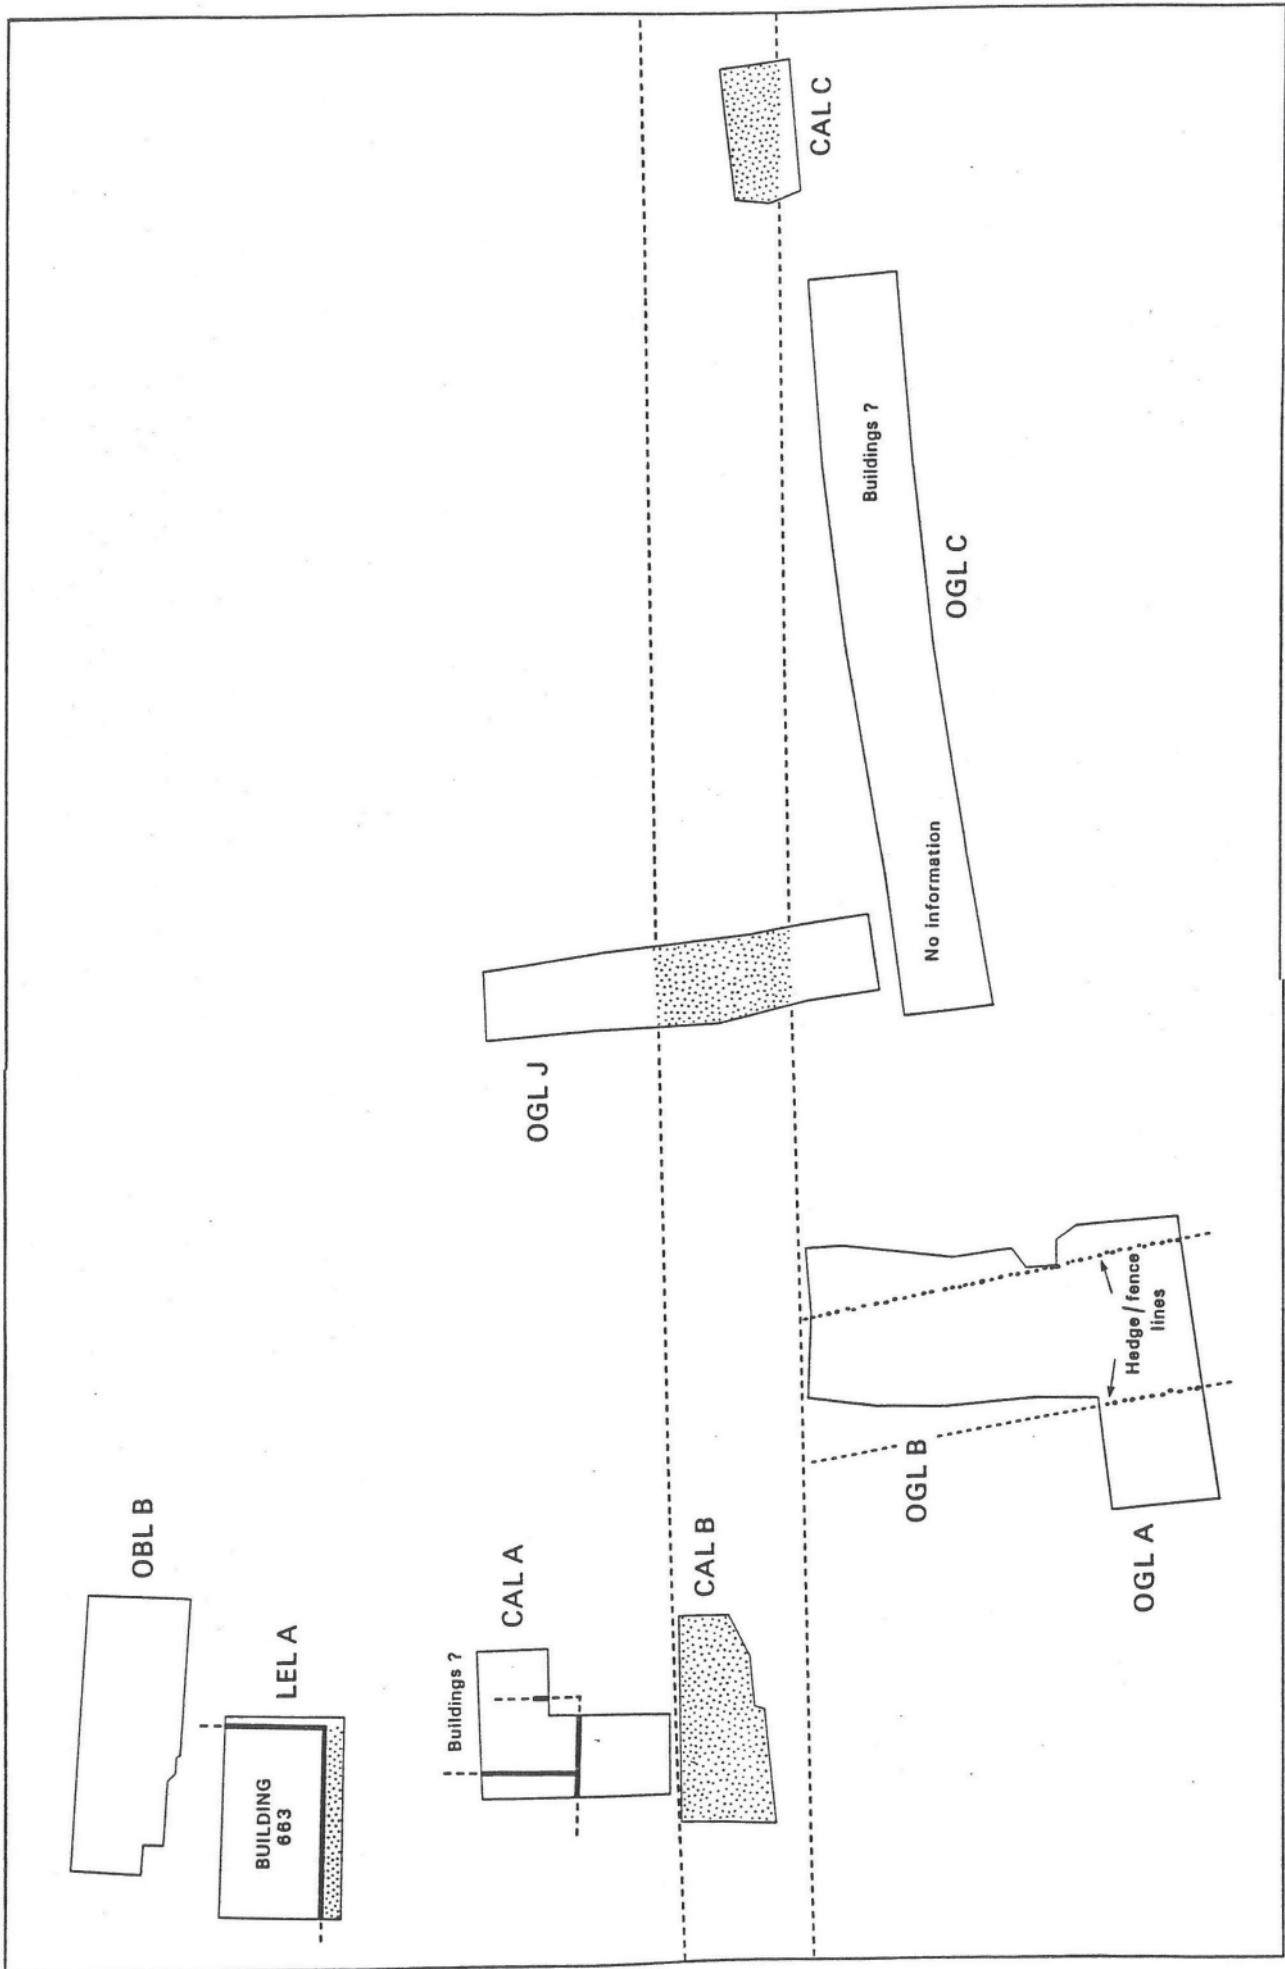 OBL B
LEL A
BUILDING
663
CAL A
Buildings ?
CAL B
OGL B
OGL A
Hedge / fence
lines
OGL J
No information
Buildings ?
OGL C
CAL C